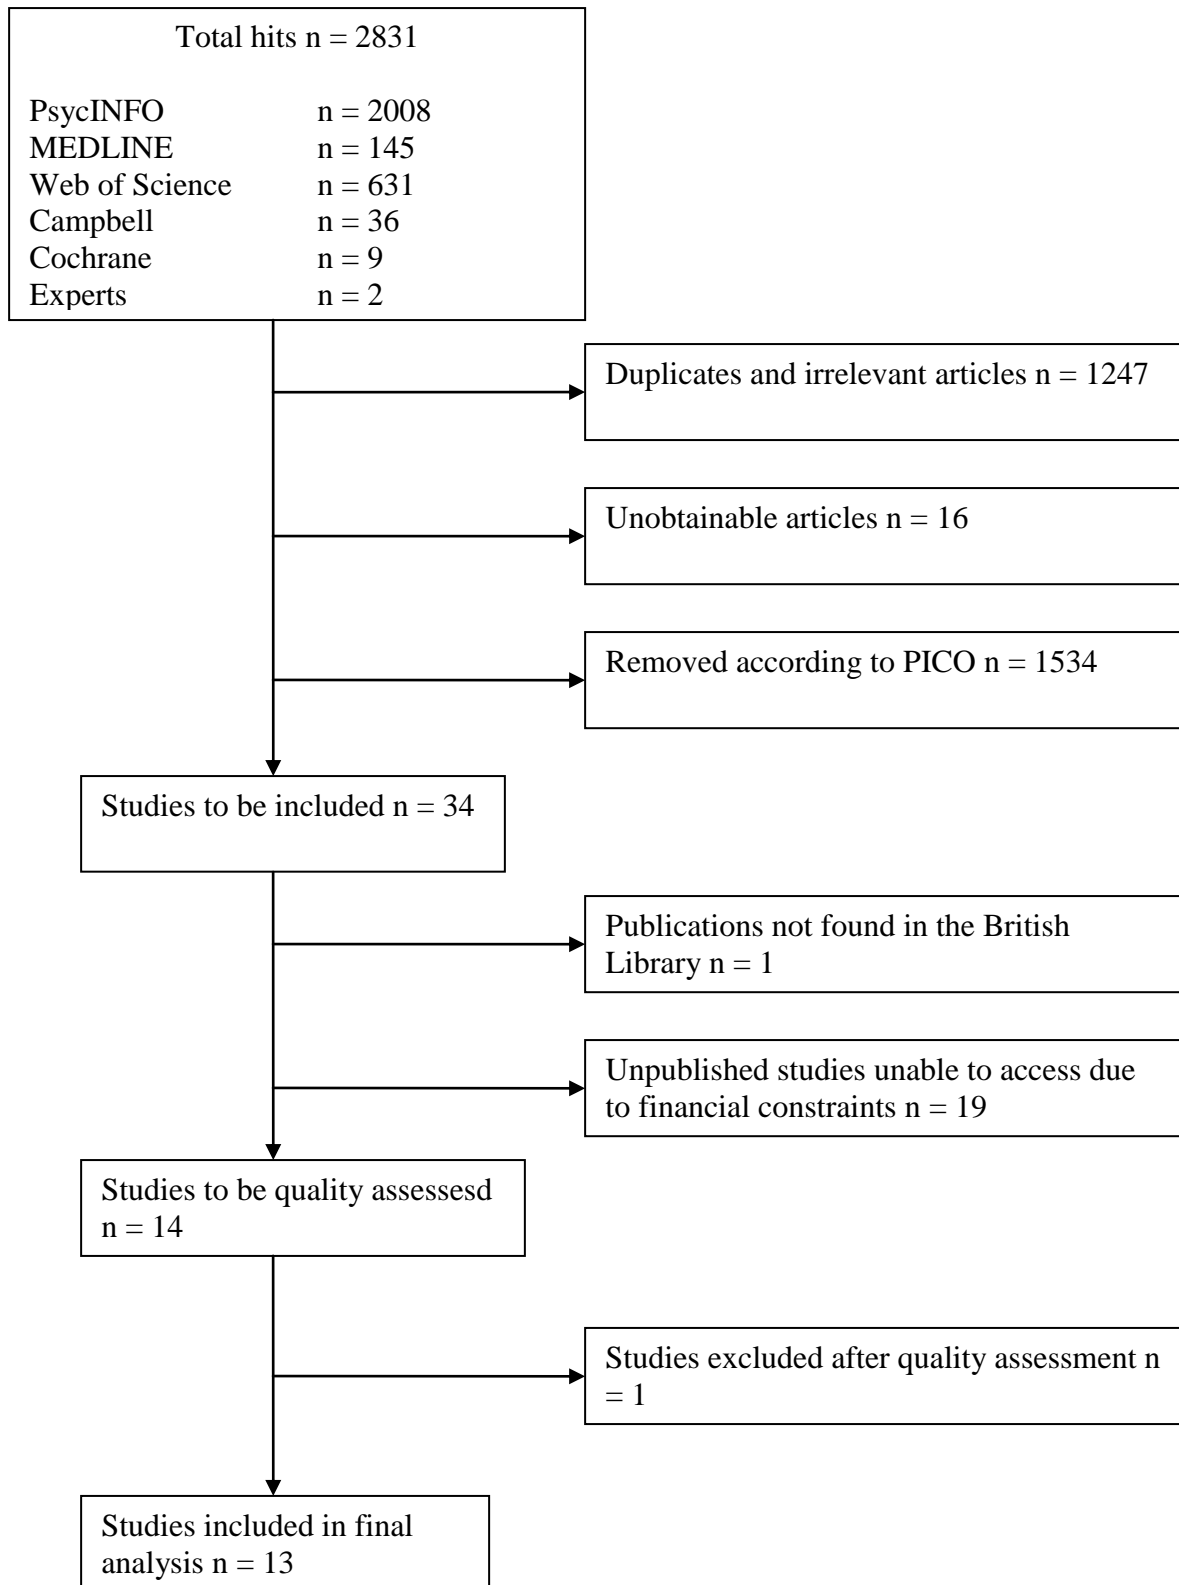 Total hits n = 2831
PsycINFO n = 2008
MEDLINE n = 145
Web of Science n = 631
Campbell n = 36
Cochrane n = 9
Experts n = 2
Duplicates and irrelevant articles n = 1247
Unobtainable articles n = 16
Removed according to PICO n = 1534
Studies to be included n = 34
Publications not found in the British
Library n = 1
Unpublished studies unable to access due
to financial constraints n = 19
Studies to be quality assessesd
n = 14
Studies excluded after quality assessment n
= 1
Studies included in final
analysis n = 13